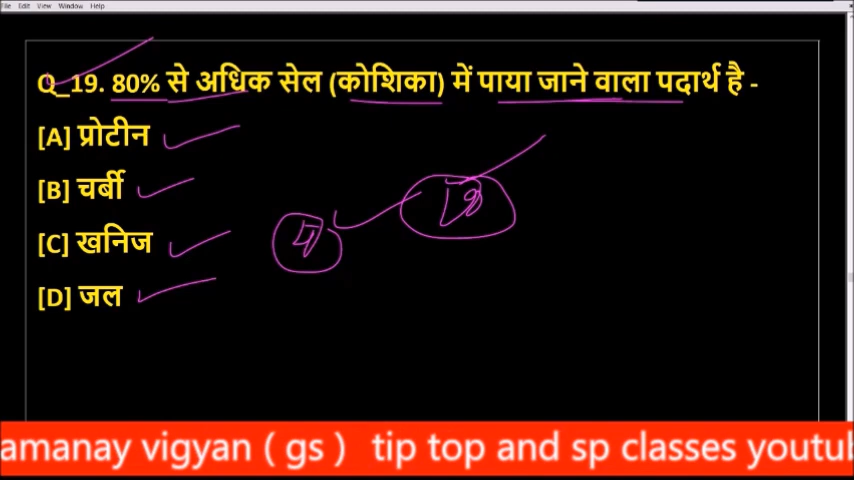 File Edit View Window Help
Q_19. 80% से अधिक सेल (कोशिका) में पाया जाने वाला पदार्थ है -
[A] प्रोटीन
[B] चर्बी
[C] खनिज
[D] जल
amanay vigyan ( gs ) tip top and sp classes youtub